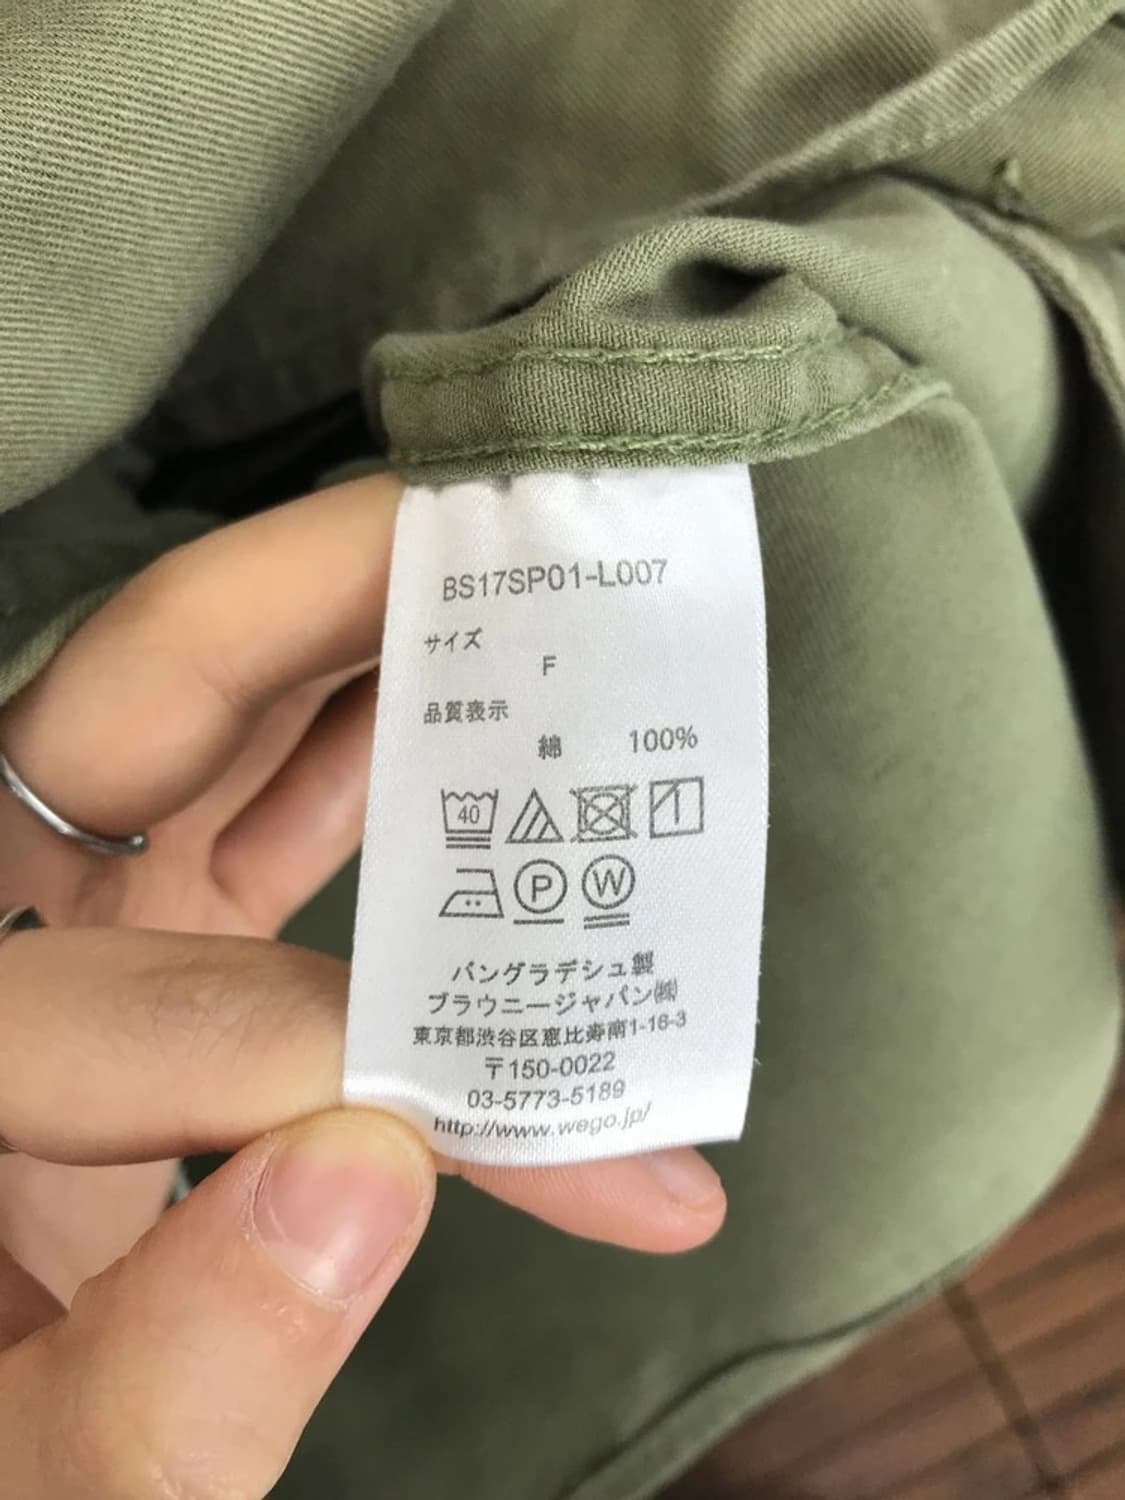 BS17SP01-L007
サイズ
F
品質表示
綿 100%
40
1
P W
バングラデシュ製
ブラウニージャパン㈱
東京都渋谷区恵比寿南1-16-3
〒150-0022
03-5773-5189
http://www.wego.jp/